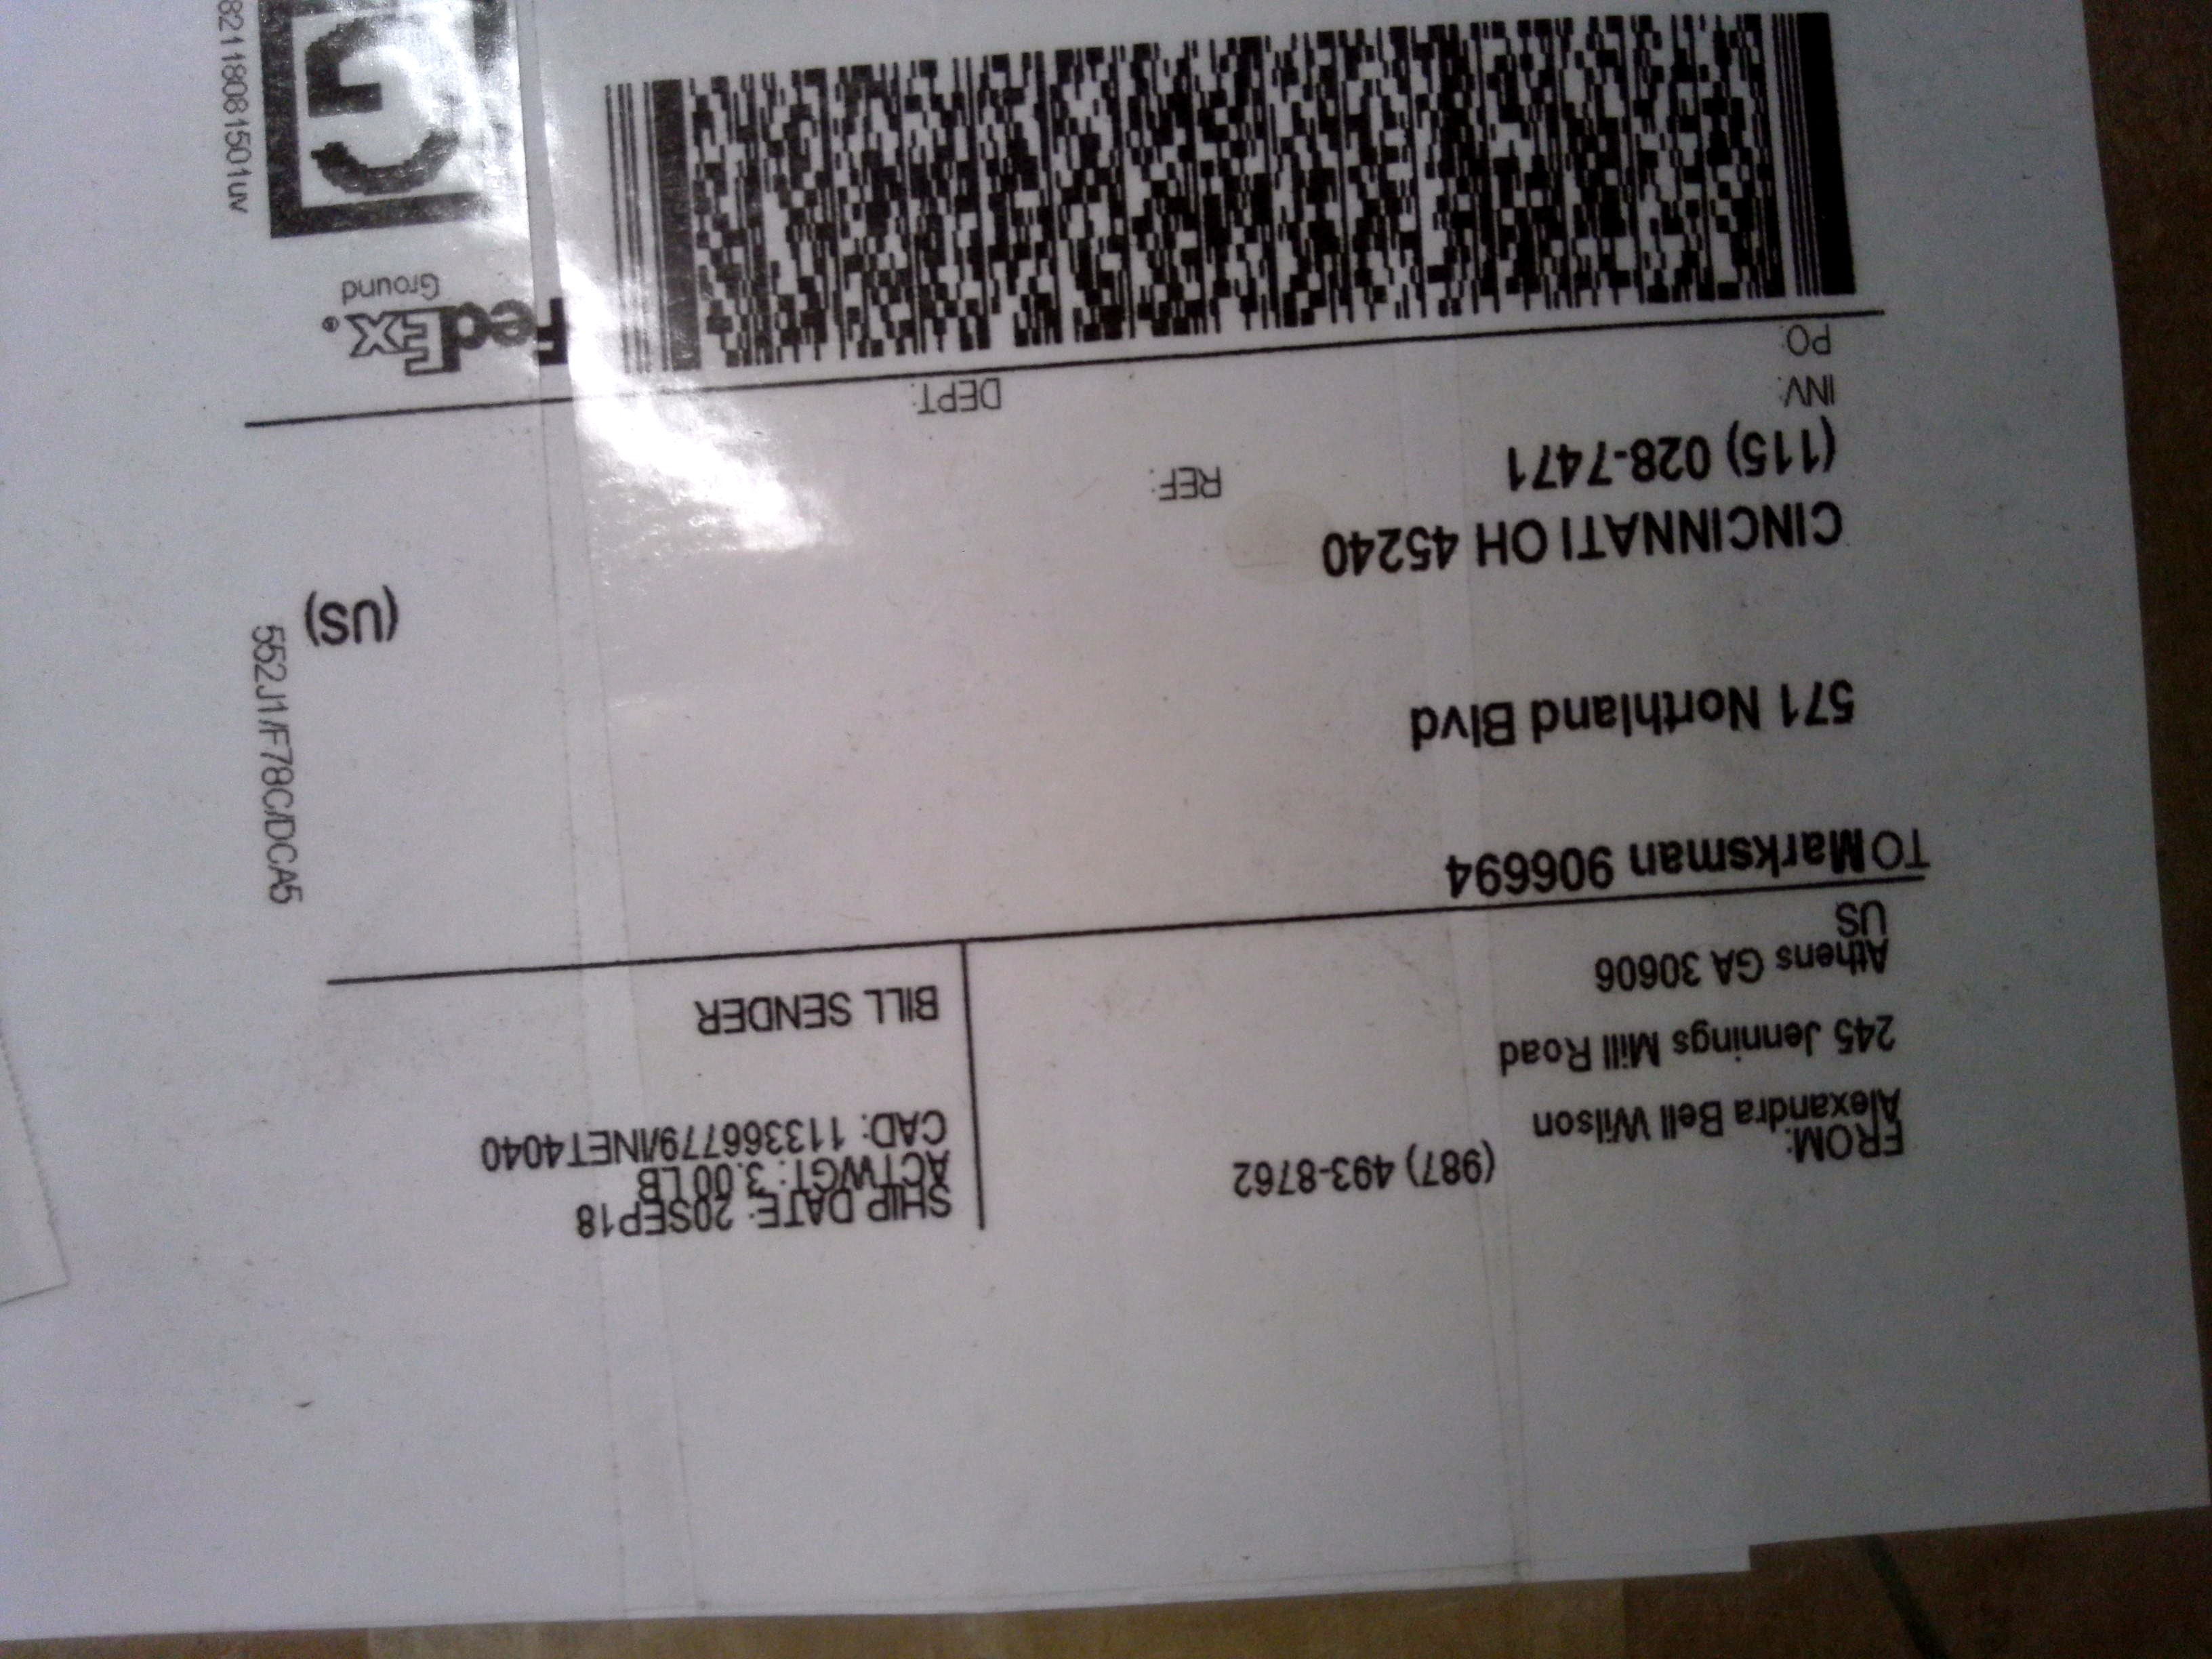 FROM: (987) 493-8762
Alexandra Bell Wilson
245 Jennings Mill Road
Athens GA 30606
US
SHIP DATE: 20SEP18
ACTWGT: 3.00 LB
CAD: 113366779/INET4040
BILL SENDER
TO Marksman 906694
571 Northland Blvd
CINCINNATI OH 45240
(US)
(115) 028-7471
REF:
INV:
PO:
DEPT:
552J1/F78C/DCA5
FedEx®
Ground
G